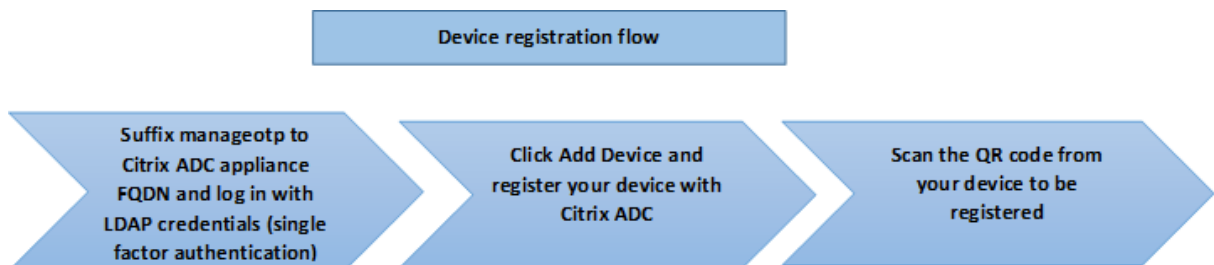 Device registration flow
Suffix manageotp to
Citrix ADC appliance
FQDN and log in with
LDAP credentials (single
factor authentication)
Click Add Device and
register your device with
Citrix ADC
Scan the QR code from
your device to be
registered